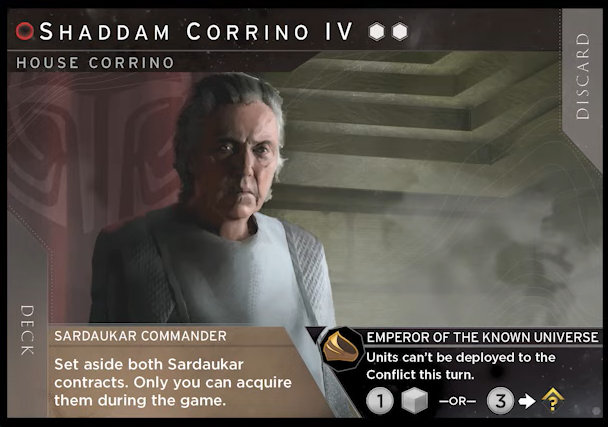 SHADDAM CORRINO IV
HOUSE CORRINO
DISCARD
DECK
SARDAUKAR COMMANDER
Set aside both Sardaukar
contracts. Only you can acquire
them during the game.
EMPEROR OF THE KNOWN UNIVERSE
Units can't be deployed to the
Conflict this turn.
1 —OR— 3 ?